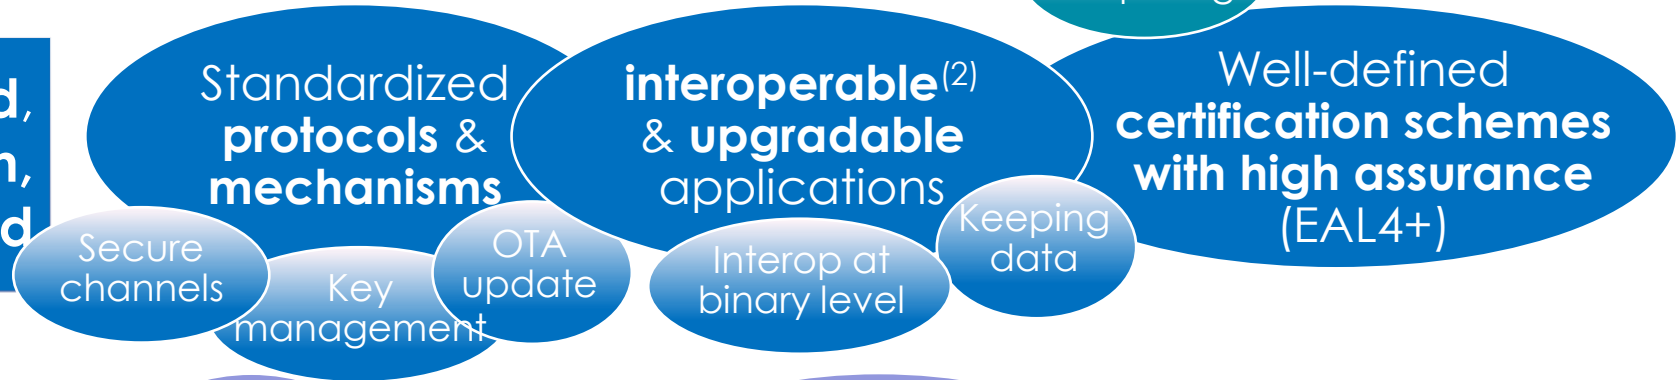 Standardized
protocols &
mechanisms
interoperable(2)
& upgradable
applications
Well-defined
certification schemes
with high assurance
(EAL4+)
Secure
channels
Key
management
OTA
update
Interop at
binary level
Keeping
data